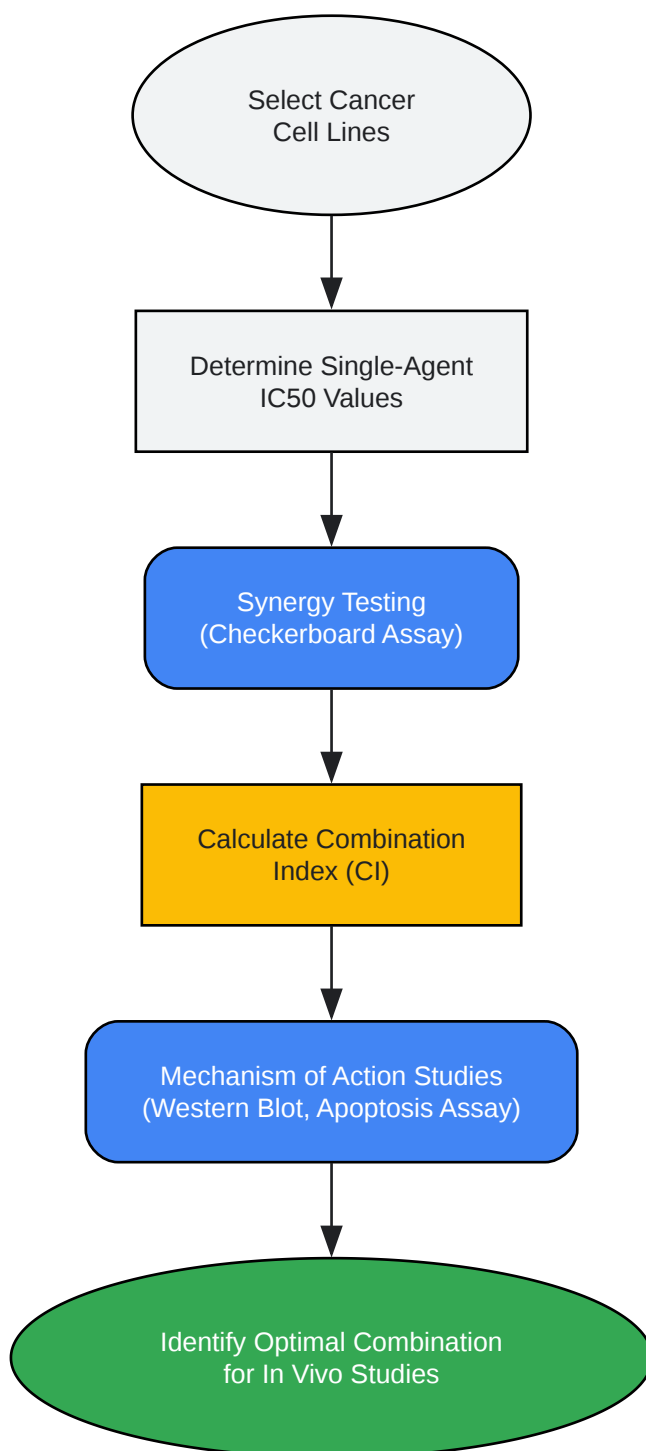 Select Cancer
Cell Lines
Determine Single-Agent
IC50 Values
Synergy Testing
(Checkerboard Assay)
Calculate Combination
Index (CI)
Mechanism of Action Studies
(Western Blot, Apoptosis Assay)
Identify Optimal Combination
for In Vivo Studies